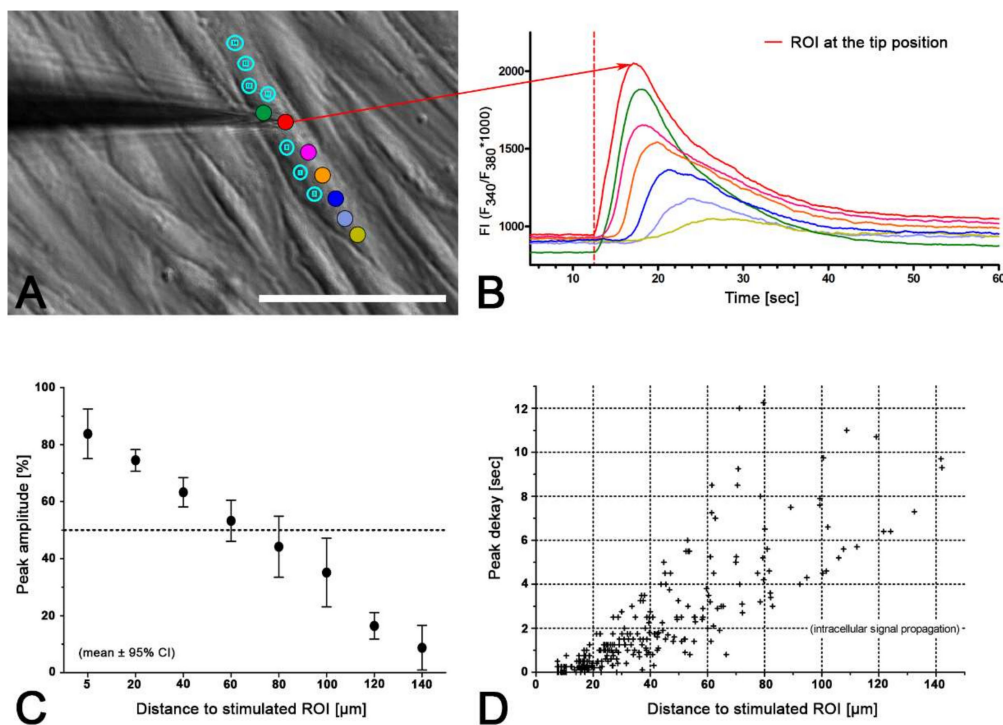 A
ROI at the tip position
FI (F340/F380*1000)
2000
1500
1000
10
20
30
40
50
60
Time [sec]
B
Peak amplitude [%]
100
80
60
40
20
0
(mean ± 95% CI)
5
20
40
60
80
100
120
140
Distance to stimulated ROI [µm]
C
Peak dekay [sec]
12
10
8
6
4
2
0
(intracellular signal propagation)
0
20
40
60
80
100
120
140
Distance to stimulated ROI [µm]
D